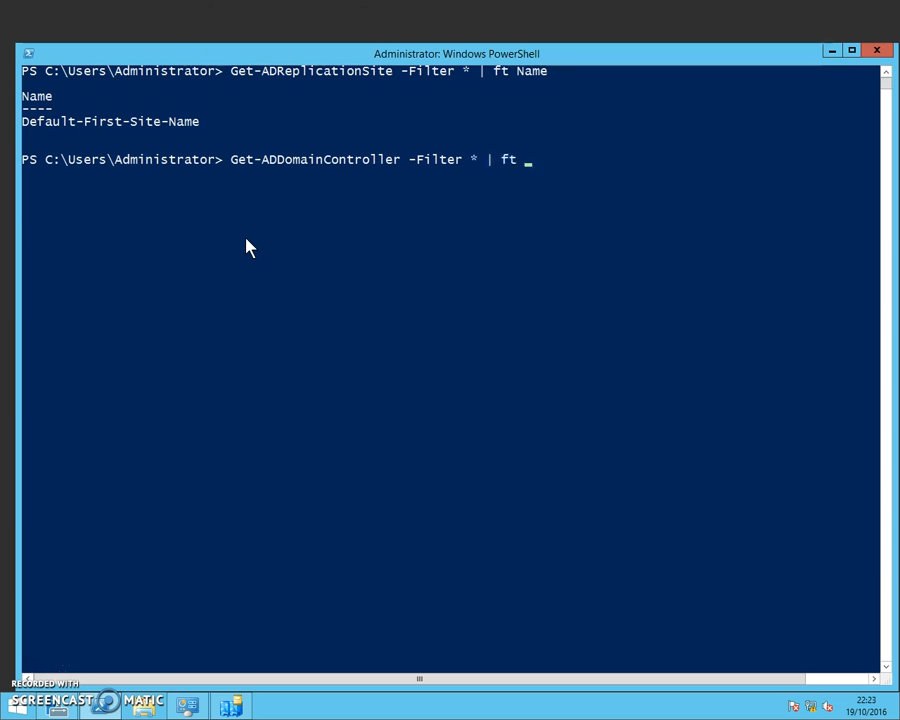 Administrator: Windows PowerShell
PS C:\Users\Administrator> Get-ADReplicationSite -Filter * | ft Name
Name
----
Default-First-Site-Name
PS C:\Users\Administrator> Get-ADDomainController -Filter * | ft _
RECORDED WITH
SCREENCAST MATIC
22:23
19/10/2016